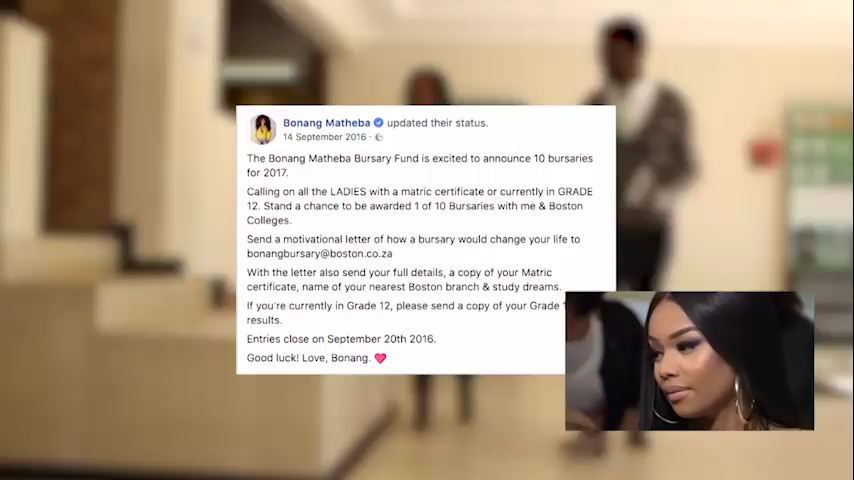 Bonang Matheba updated their status.
14 September 2016 ·
The Bonang Matheba Bursary Fund is excited to announce 10 bursaries
for 2017.
Calling on all the LADIES with a matric certificate or currently in GRADE
12. Stand a chance to be awarded 1 of 10 Bursaries with me & Boston
Colleges.
Send a motivational letter of how a bursary would change your life to
bonangbursary@boston.co.za
With the letter also send your full details, a copy of your Matric
certificate, name of your nearest Boston branch & study dreams.
If you're currently in Grade 12, please send a copy of your Grade
results.
Entries close on September 20th 2016.
Good luck! Love, Bonang. ❤️